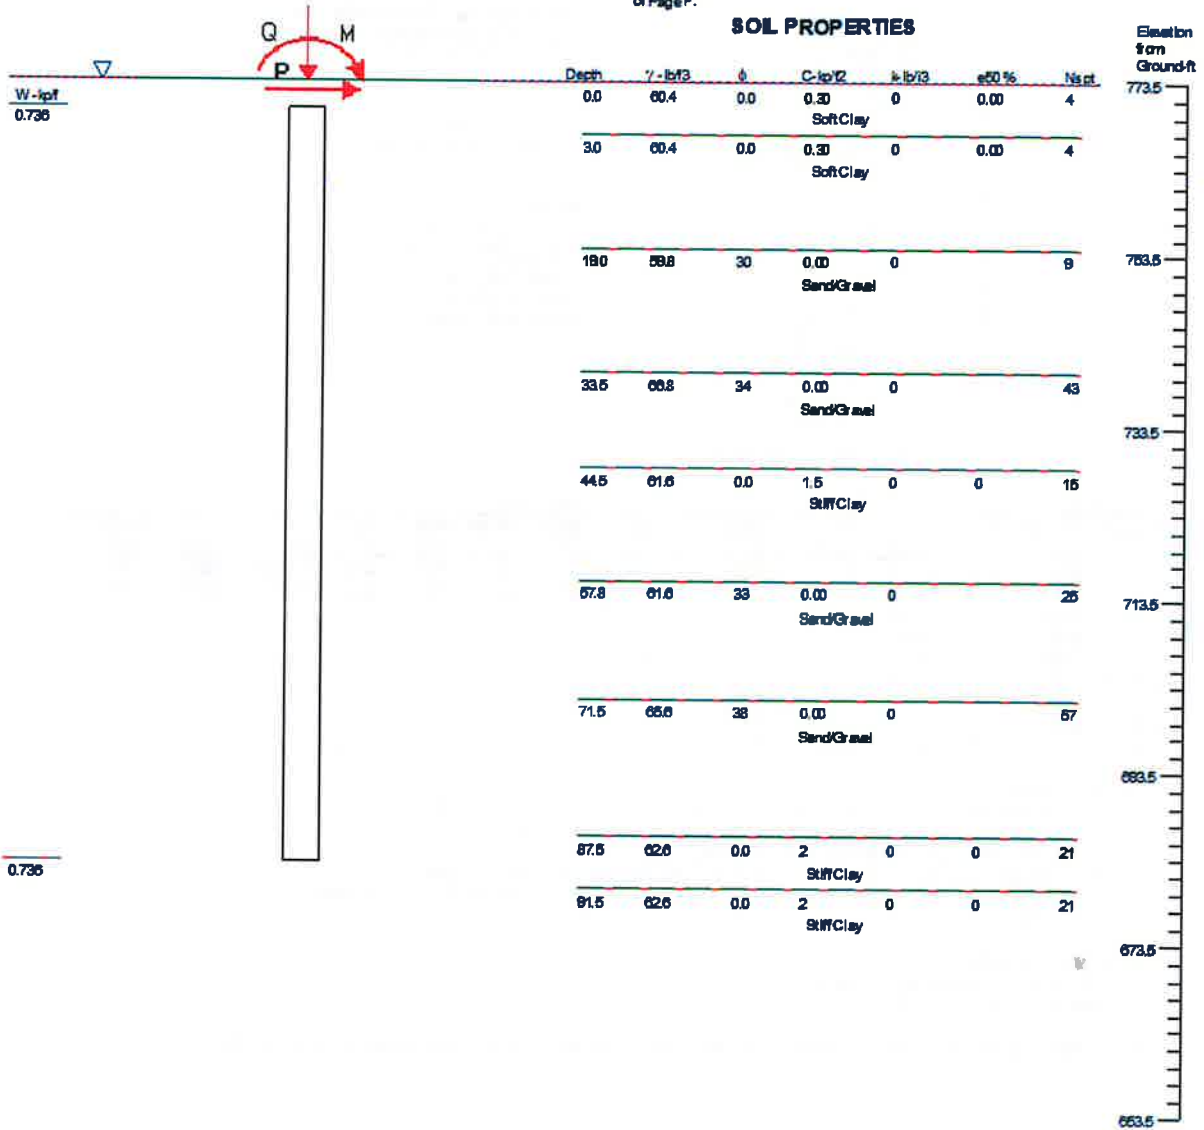 of Page F.
SOIL PROPERTIES
Elevation
from
Ground-ft
Q M
P
W - kp/f
0.736
Depth γ - lb/f3 ϕ C-kp/f2 k-lb/i3 e50 % Nspt
773.5
0.0 60.4 0.0 0.30 0 0.00 4
Soft Clay
3.0 60.4 0.0 0.30 0 0.00 4
Soft Clay
753.5
59.8 30 0.00 0 9
Sand/Gravel
33.5 66.8 34 0.00 0 43
Sand/Gravel
733.5
44.5 61.6 0.0 1.5 0 0 15
Stiff Clay
57.8 61.6 33 0.00 0 25
Sand/Gravel
713.5
71.5 65.6 38 0.00 0 57
Sand/Gravel
693.5
87.5 62.6 0.0 2 0 0 21
Stiff Clay
0.736
91.5 62.6 0.0 2 0 0 21
Stiff Clay
673.5
653.5